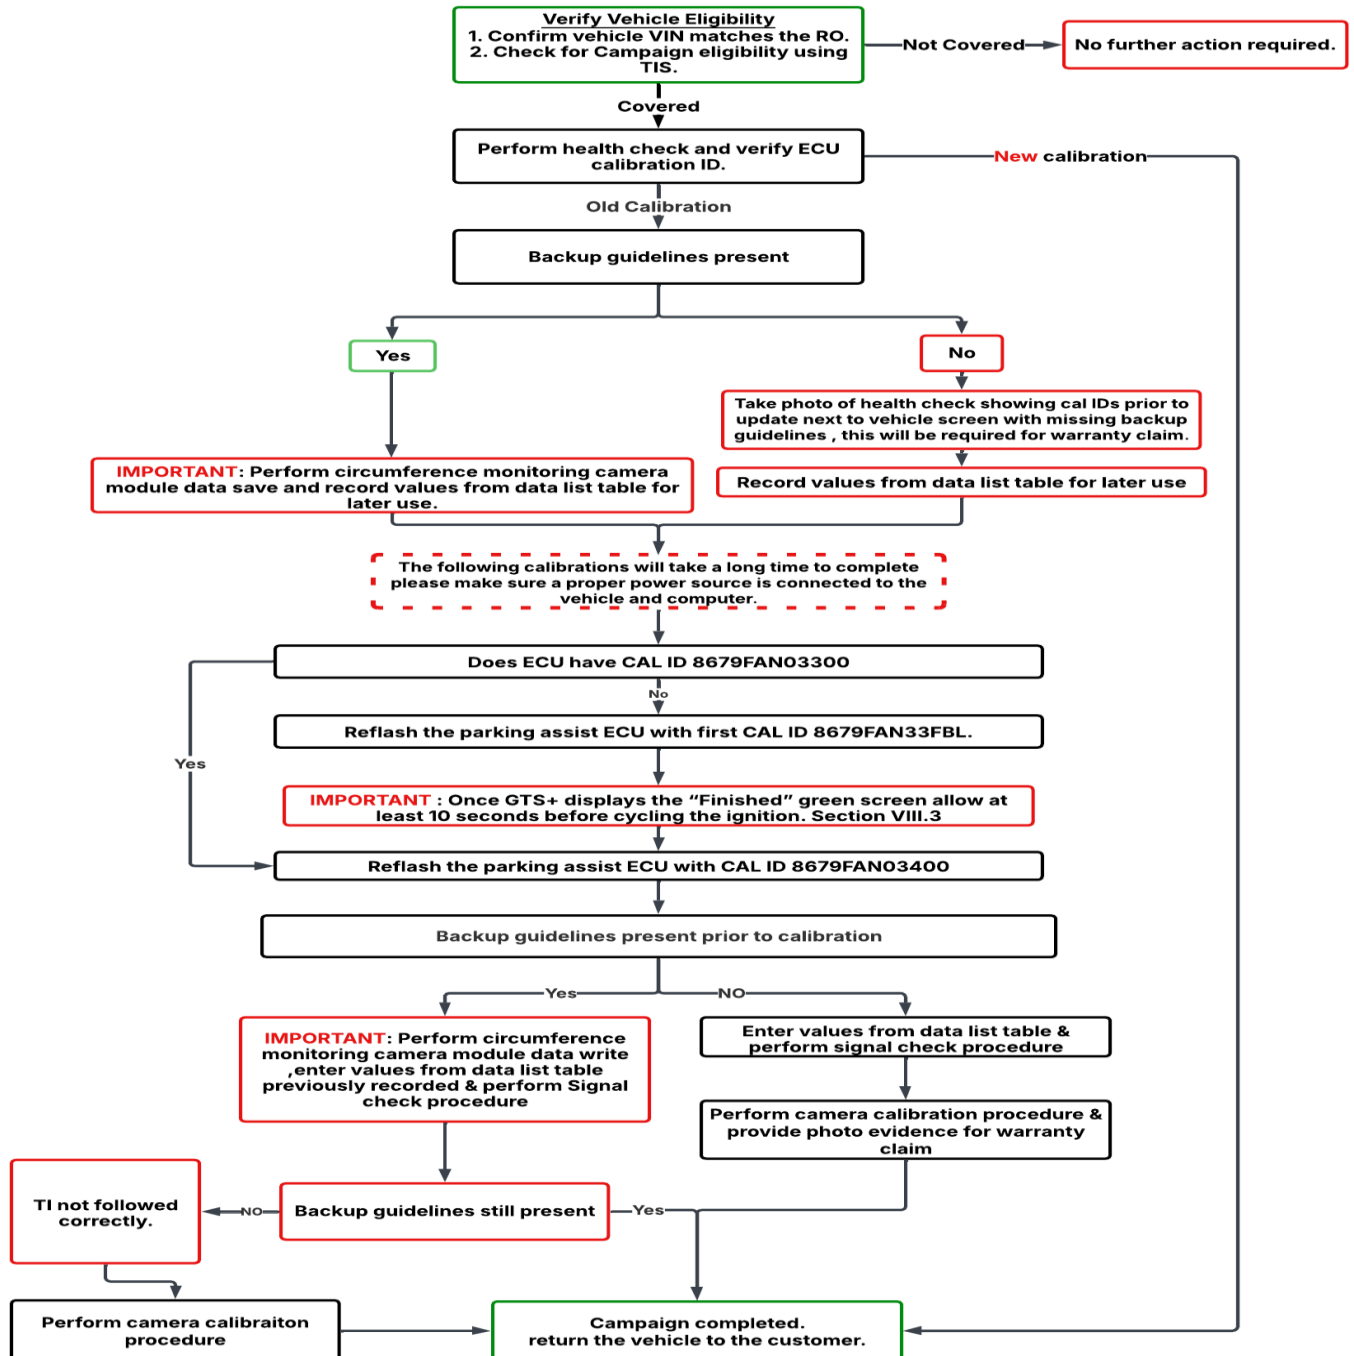 Verify Vehicle Eligibility
1. Confirm vehicle VIN matches the RO.
2. Check for Campaign eligibility using
TIS.
Not Covered
No further action required.
Covered
Perform health check and verify ECU
calibration ID.
New calibration
Old Calibration
Backup guidelines present
Yes
No
Take photo of health check showing cal IDs prior to
update next to vehicle screen with missing backup
guidelines , this will be required for warranty claim.
IMPORTANT: Perform circumference monitoring camera
module data save and record values from data list table for
later use.
Record values from data list table for later use
The following calibrations will take a long time to complete
please make sure a proper power source is connected to the
vehicle and computer.
Does ECU have CAL ID 8679FAN03300
No
Reflash the parking assist ECU with first CAL ID 8679FAN33FBL.
Yes
IMPORTANT : Once GTS+ displays the “Finished” green screen allow at
least 10 seconds before cycling the ignition. Section VIII.3
Reflash the parking assist ECU with CAL ID 8679FAN03400
Backup guidelines present prior to calibration
Yes
NO
IMPORTANT: Perform circumference
monitoring camera module data write
,enter values from data list table
previously recorded & perform Signal
check procedure
Enter values from data list table &
perform signal check procedure
Perform camera calibration procedure &
provide photo evidence for warranty
claim
TI not followed
correctly.
NO
Backup guidelines still present
Yes
Perform camera calibraiton
procedure
Campaign completed.
return the vehicle to the customer.